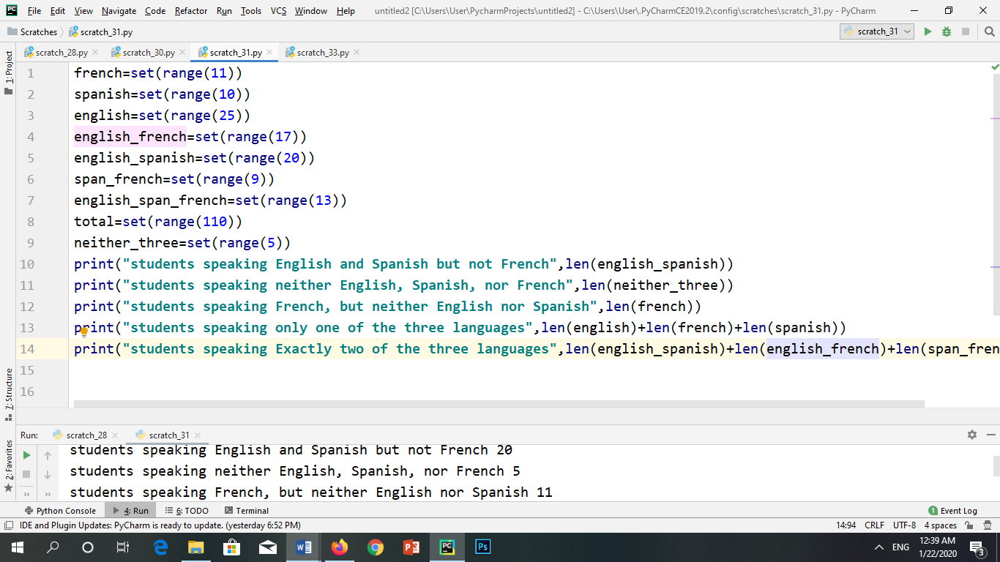 File Edit View Navigate Code Refactor Run Tools VCS Window Help untitled2 [C:\Users\User\PycharmProjects\untitled2] - C:\Users\User\.PyCharmCE2019.2\config\scratches\scratch_31.py - PyCharm
Scratches scratch_31.py scratch_31
scratch_28.py scratch_30.py scratch_31.py scratch_33.py
1: Project
1 french=set(range(11))
2 spanish=set(range(10))
3 english=set(range(25))
4 english_french=set(range(17))
5 english_spanish=set(range(20))
6 span_french=set(range(9))
7 english_span_french=set(range(13))
8 total=set(range(110))
9 neither_three=set(range(5))
10 print("students speaking English and Spanish but not French",len(english_spanish))
11 print("students speaking neither English, Spanish, nor French",len(neither_three))
12 print("students speaking French, but neither English nor Spanish",len(french))
13 print("students speaking only one of the three languages",len(english)+len(french)+len(spanish))
14 print("students speaking Exactly two of the three languages",len(english_spanish)+len(english_french)+len(span_fren
15
16
7: Structure
2: Favorites
Run: scratch_28 scratch_31
students speaking English and Spanish but not French 20
students speaking neither English, Spanish, nor French 5
students speaking French, but neither English nor Spanish 11
Python Console 4: Run 6: TODO Terminal 1 Event Log
IDE and Plugin Updates: PyCharm is ready to update. (yesterday 6:52 PM) 14:94 CRLF UTF-8 4 spaces
ENG 12:39 AM
1/22/2020 3